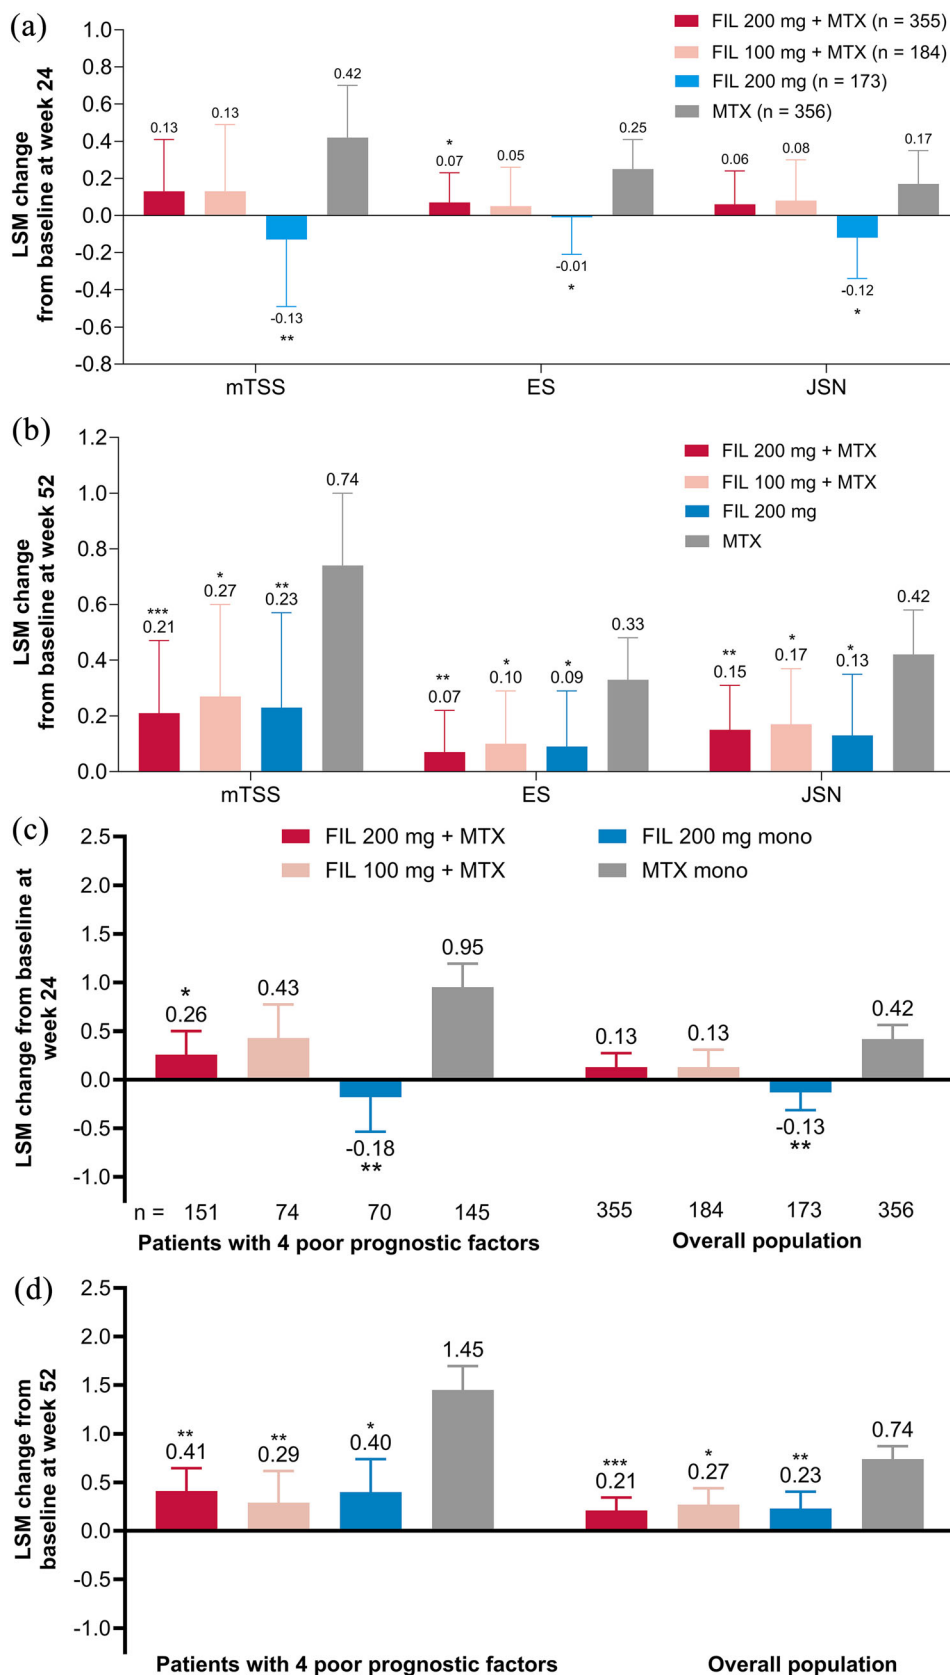 (a)
FIL 200 mg + MTX (n = 355)
FIL 100 mg + MTX (n = 184)
FIL 200 mg (n = 173)
MTX (n = 356)
LSM change
from baseline at week 24
1.0
0.8
0.6
0.4
0.2
0.0
-0.2
-0.4
-0.6
-0.8
0.13
0.13
-0.13
**
0.42
*
0.07
0.05
-0.01
*
0.25
0.06
0.08
-0.12
*
0.17
mTSS
ES
JSN
(b)
FIL 200 mg + MTX
FIL 100 mg + MTX
FIL 200 mg
MTX
LSM change
from baseline at week 52
1.2
1.0
0.8
0.6
0.4
0.2
0.0
***
0.21
*
0.27
**
0.23
0.74
**
0.07
*
0.10
*
0.09
0.33
**
0.15
*
0.17
*
0.13
0.42
mTSS
ES
JSN
(c)
FIL 200 mg + MTX
FIL 100 mg + MTX
FIL 200 mg mono
MTX mono
LSM change from baseline at
week 24
2.5
2.0
1.5
1.0
0.5
0.0
-0.5
-1.0
*
0.26
0.43
-0.18
**
0.95
0.13
0.13
-0.13
**
0.42
n = 151 74 70 145 355 184 173 356
Patients with 4 poor prognostic factors
Overall population
(d)
LSM change from
baseline at week 52
2.5
2.0
1.5
1.0
0.5
0.0
-0.5
-1.0
**
0.41
**
0.29
*
0.40
1.45
***
0.21
*
0.27
**
0.23
0.74
Patients with 4 poor prognostic factors
Overall population